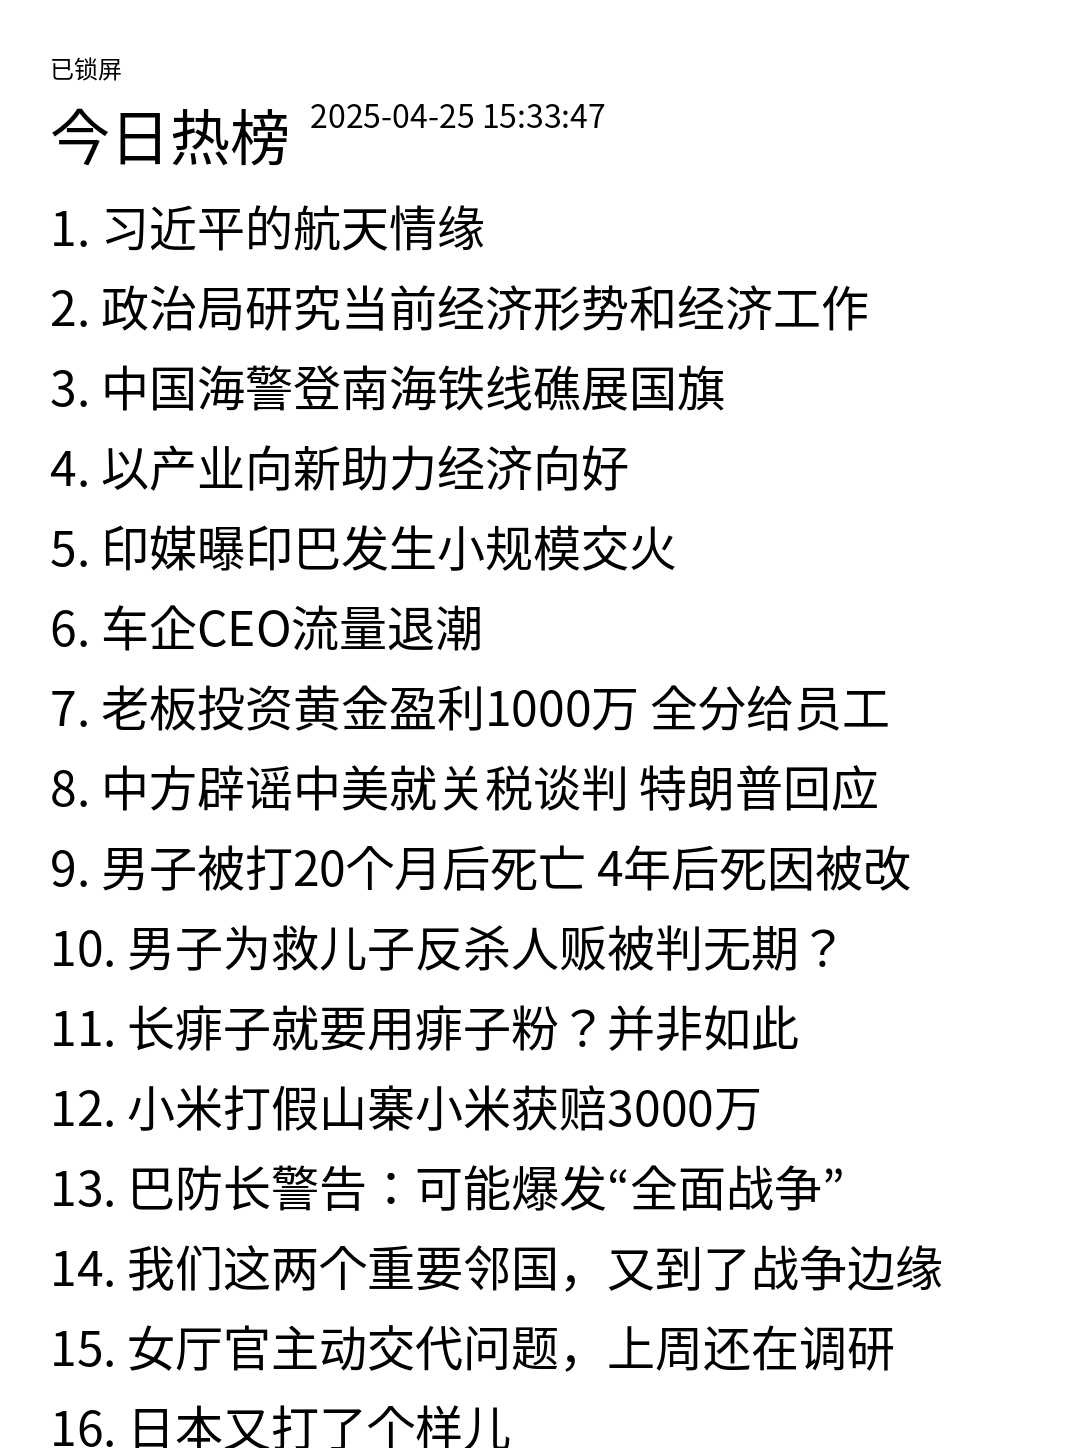 已锁屏
今日热榜 2025-04-25 15:33:47
1. 习近平的航天情缘
2. 政治局研究当前经济形势和经济工作
3. 中国海警登南海铁线礁展国旗
4. 以产业向新助力经济向好
5. 印媒曝印巴发生小规模交火
6. 车企CEO流量退潮
7. 老板投资黄金盈利1000万 全分给员工
8. 中方辟谣中美就关税谈判 特朗普回应
9. 男子被打20个月后死亡 4年后死因被改
10. 男子为救儿子反杀人贩被判无期？
11. 长痱子就要用痱子粉？并非如此
12. 小米打假山寨小米获赔3000万
13. 巴防长警告：可能爆发“全面战争”
14. 我们这两个重要邻国，又到了战争边缘
15. 女厅官主动交代问题，上周还在调研
16. 日本又打了个样儿